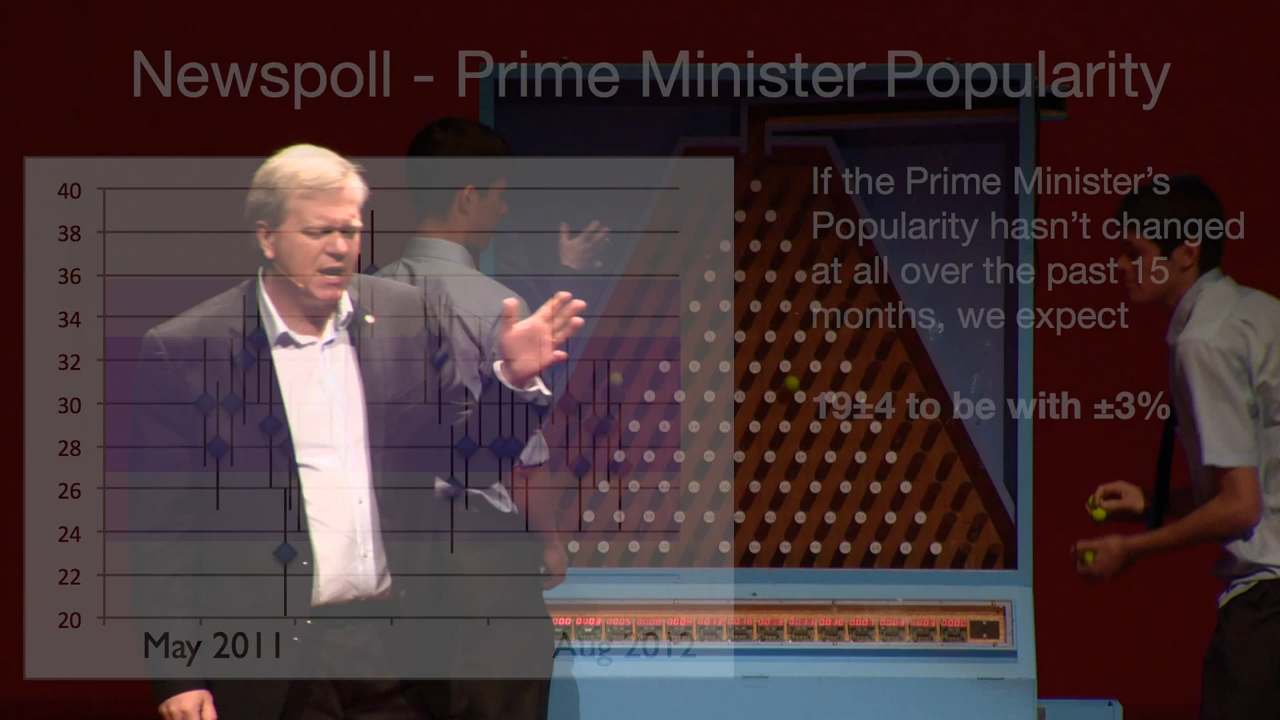 Newspoll - Prime Minister Popularity
If the Prime Minister's
Popularity hasn't changed
at all over the past 15
months, we expect
19±4 to be with ±3%
40
38
36
34
32
30
28
26
24
22
20
May 2011
Aug 2012